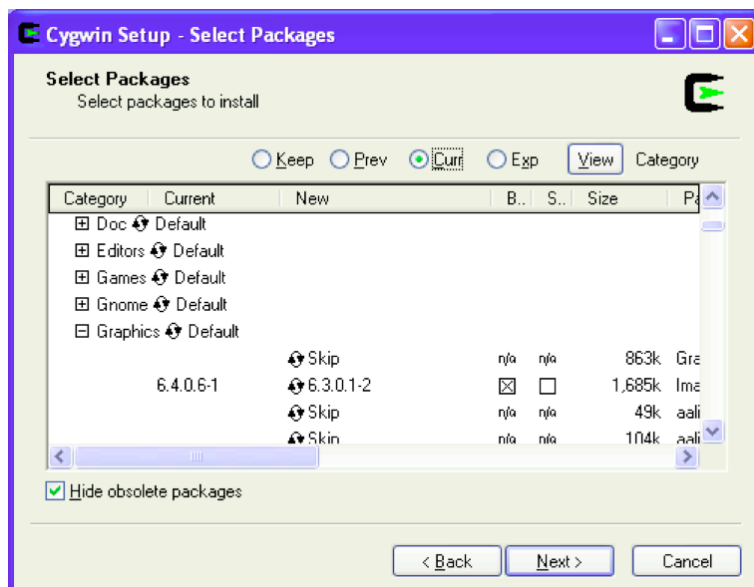 Cygwin Setup - Select Packages
Select Packages
Select packages to install
Keep Prev Curr Exp View Category
Category Current New B.. S.. Size Pa
Doc Default
Editors Default
Games Default
Gnome Default
Graphics Default
Skip n/a n/a 863k Gra
6.4.0.6-1 6.3.0.1-2 1,685k Ima
Skip n/a n/a 49k aali
Skip n/a n/a 104k aali
Hide obsolete packages
< Back Next > Cancel